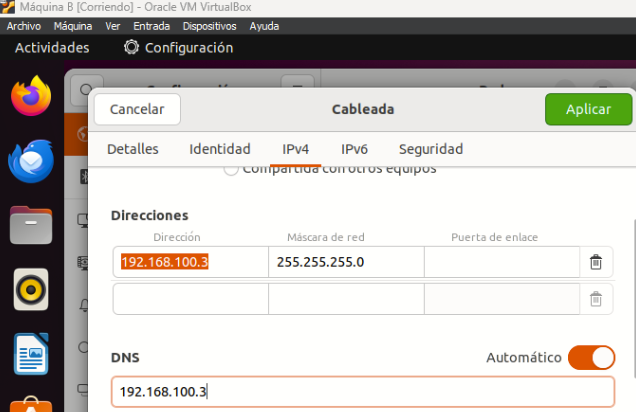 Máquina B [Corriendo] - Oracle VM VirtualBox
Archivo Máquina Ver Entrada Dispositivos Ayuda
Actividades Configuración
Cancelar Cableada Aplicar
Detalles Identidad IPv4 IPv6 Seguridad
Compartida con otros equipos
Direcciones
Dirección Máscara de red Puerta de enlace
192.168.100.3 255.255.255.0
DNS Automático
192.168.100.3